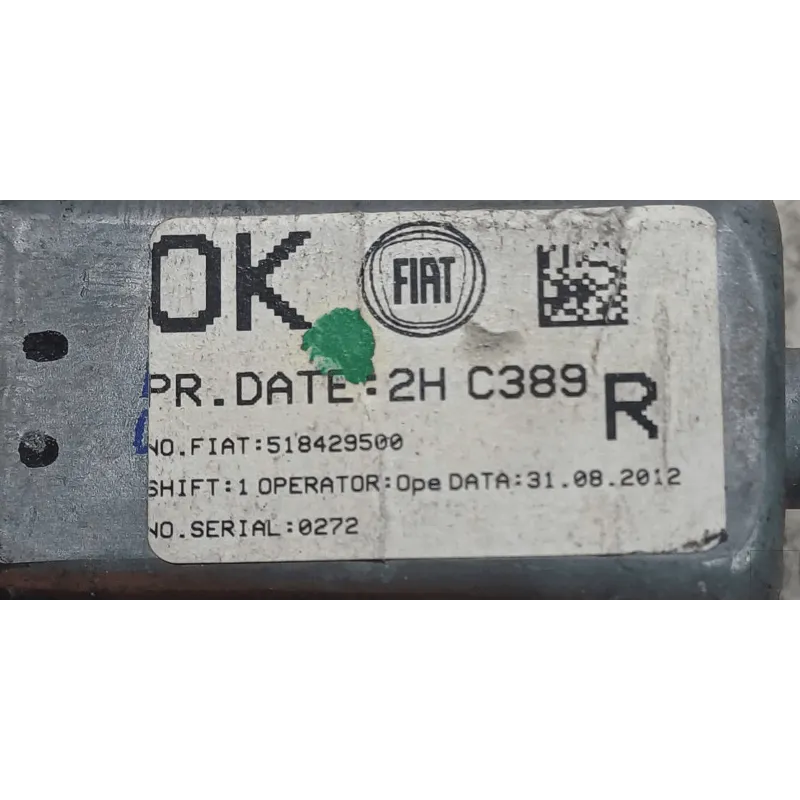 OK FIAT
PR.DATE:2H C389 R
NO.FIAT:518429500
SHIFT:1 OPERATOR:Ope DATA:31.08.2012
NO.SERIAL:0272